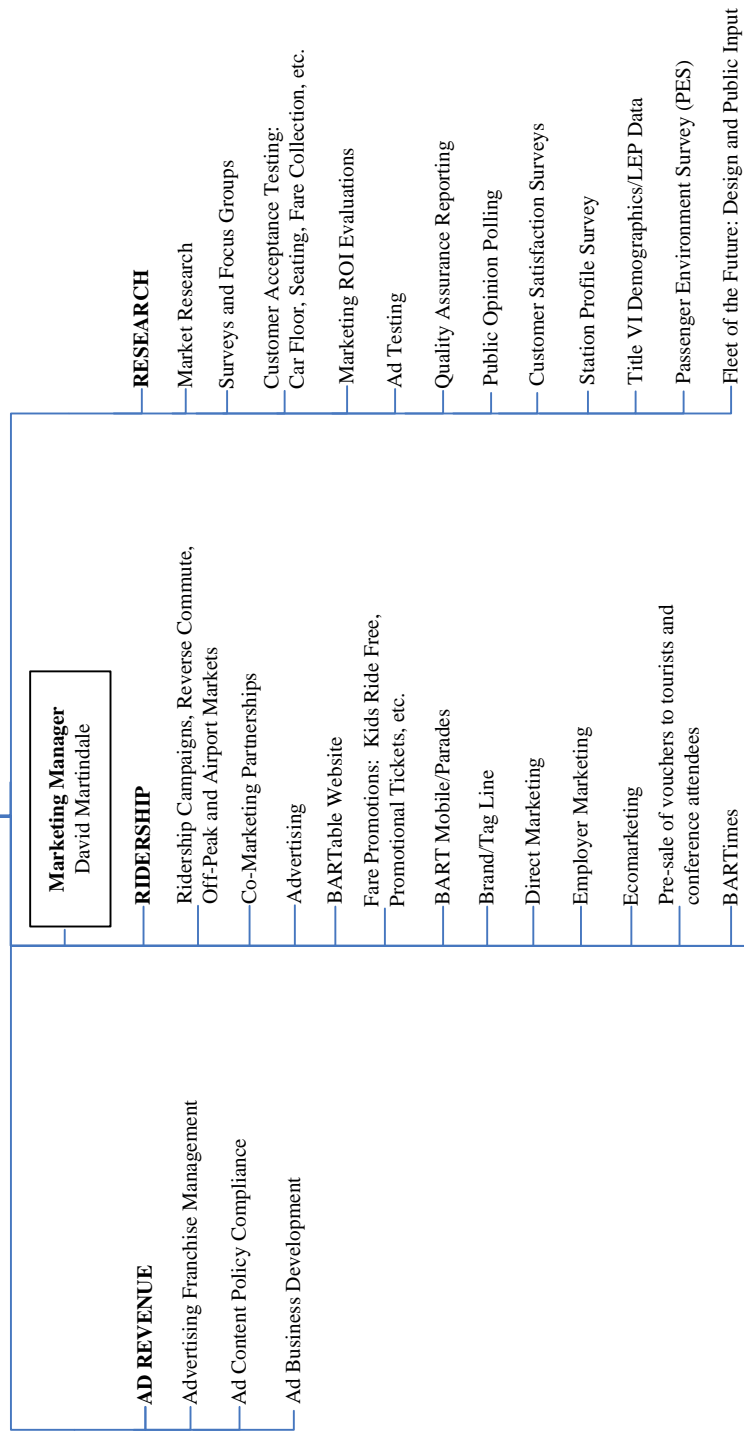 Marketing Manager
David Martindale
AD REVENUE
Advertising Franchise Management
Ad Content Policy Compliance
Ad Business Development
RIDERSHIP
Ridership Campaigns, Reverse Commute,
Off-Peak and Airport Markets
Co-Marketing Partnerships
Advertising
BARTable Website
Fare Promotions: Kids Ride Free,
Promotional Tickets, etc.
BART Mobile/Parades
Brand/Tag Line
Direct Marketing
Employer Marketing
Ecomarketing
Pre-sale of vouchers to tourists and
conference attendees
BARTimes
RESEARCH
Market Research
Surveys and Focus Groups
Customer Acceptance Testing:
Car Floor, Seating, Fare Collection, etc.
Marketing ROI Evaluations
Ad Testing
Quality Assurance Reporting
Public Opinion Polling
Customer Satisfaction Surveys
Station Profile Survey
Title VI Demographics/LEP Data
Passenger Environment Survey (PES)
Fleet of the Future: Design and Public Input